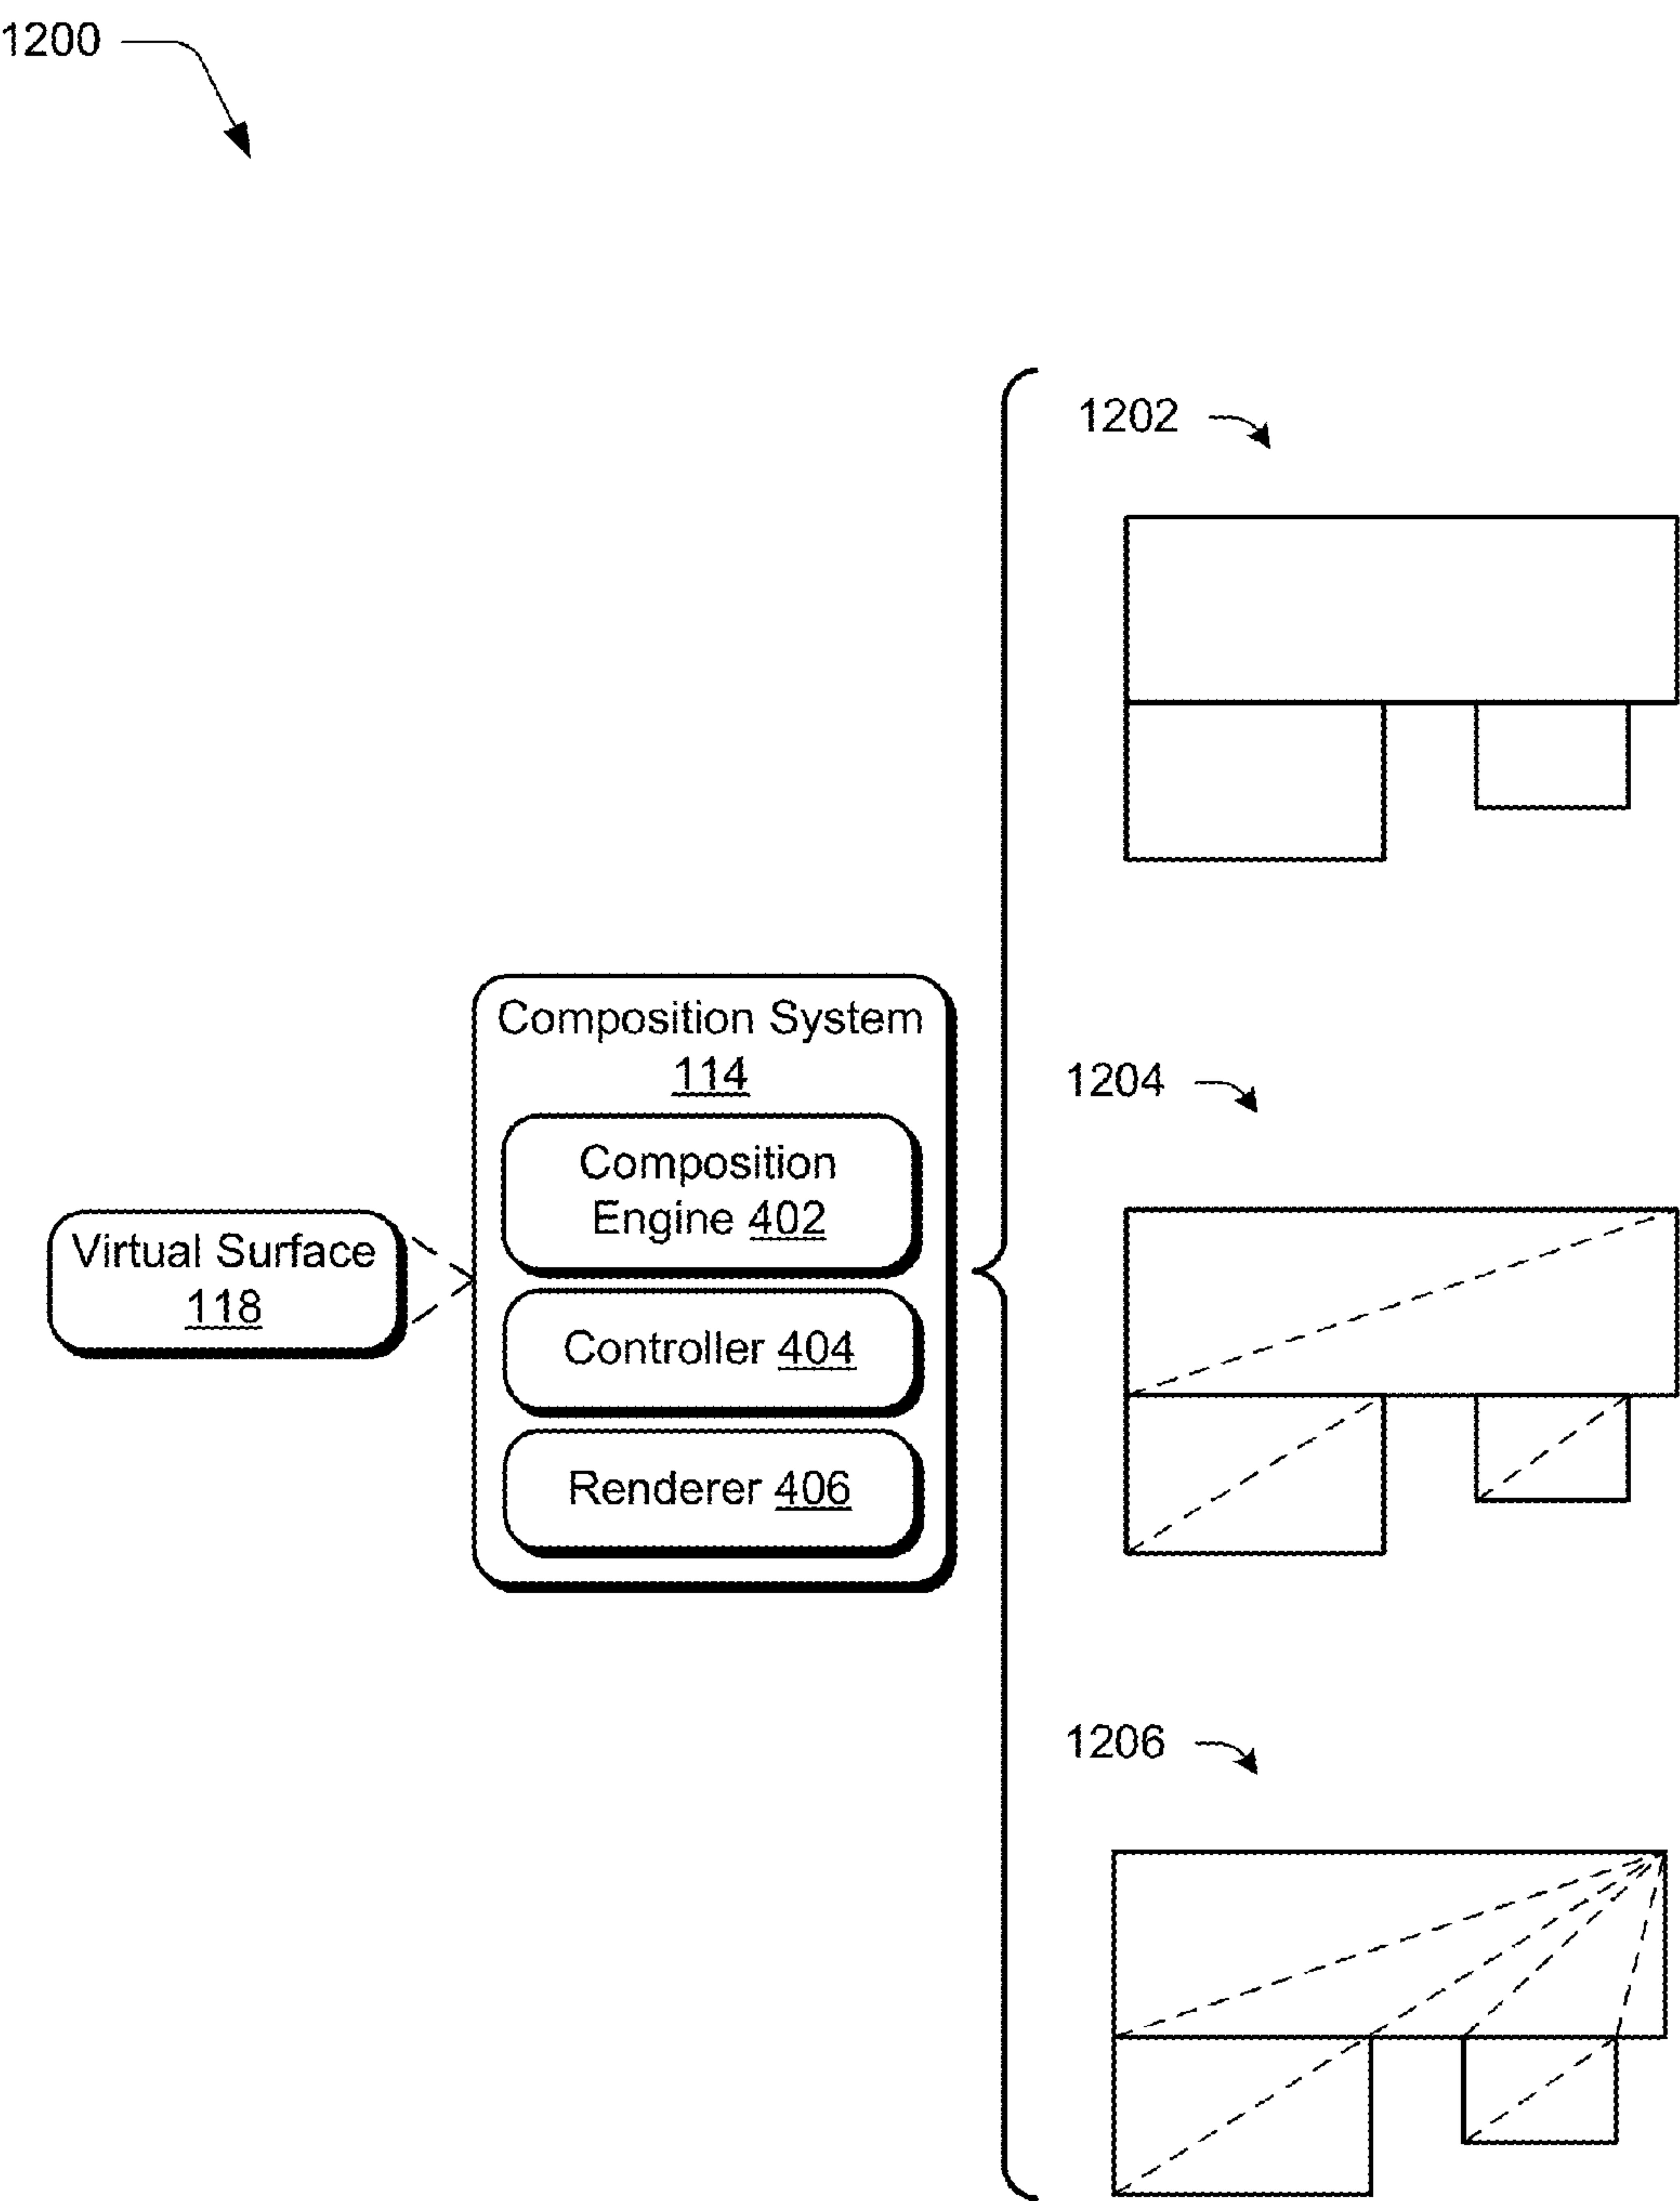 1200
1202
Composition System
114
1204
Composition
Engine 402
Virtual Surface
118
Controller 404
Renderer 406
1206